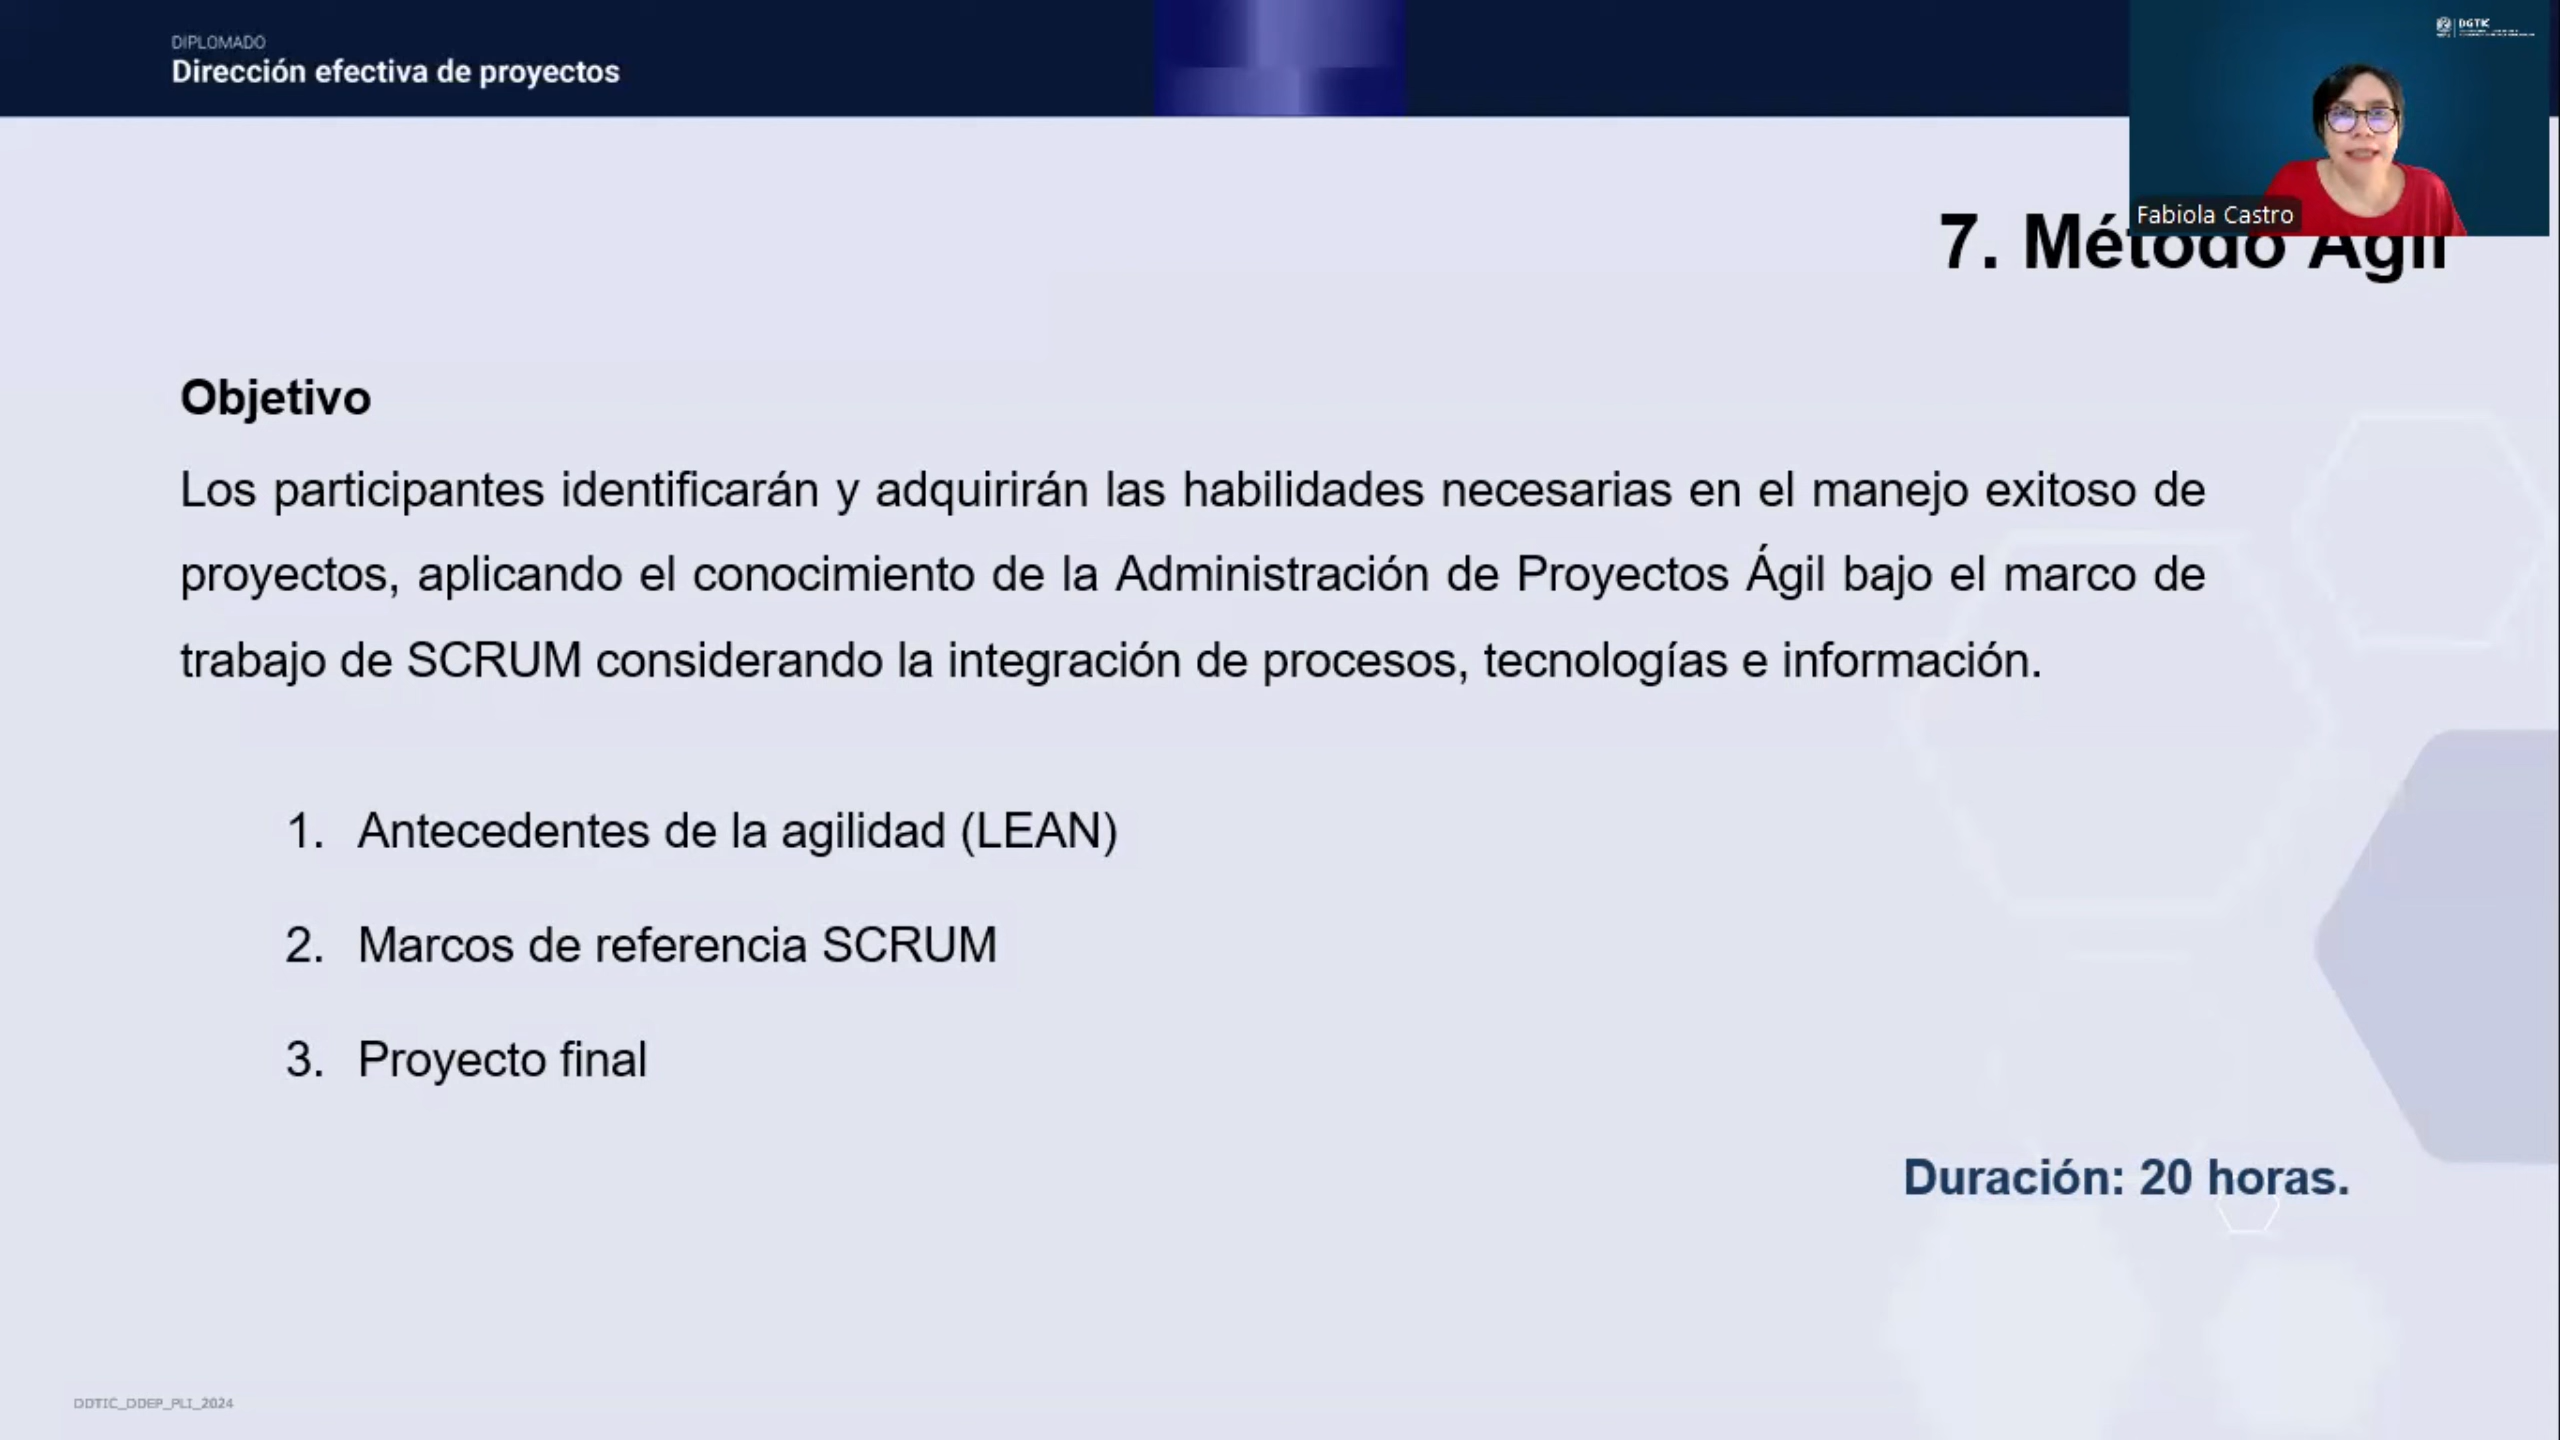 DIPLOMADO
Dirección efectiva de proyectos
DGTIC
Fabiola Castro
7. Método Ágil
Objetivo
Los participantes identificarán y adquirirán las habilidades necesarias en el manejo exitoso de
proyectos, aplicando el conocimiento de la Administración de Proyectos Ágil bajo el marco de
trabajo de SCRUM considerando la integración de procesos, tecnologías e información.
1. Antecedentes de la agilidad (LEAN)
2. Marcos de referencia SCRUM
3. Proyecto final
Duración: 20 horas.
DDTIC_DDEP_PLI_2024